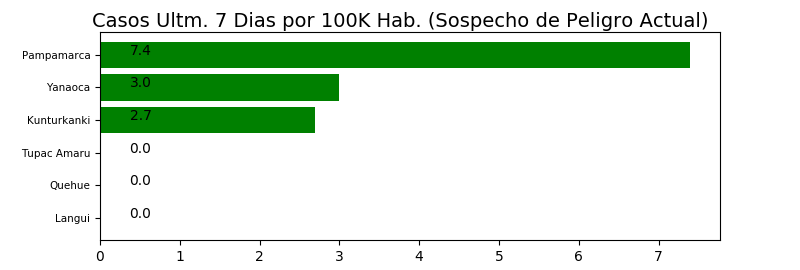 Casos Ultm. 7 Dias por 100K Hab. (Sospecho de Peligro Actual)
Pampamarca 7.4
Yanaoca 3.0
Kunturkanki 2.7
Tupac Amaru 0.0
Quehue 0.0
Langui 0.0
0 1 2 3 4 5 6 7